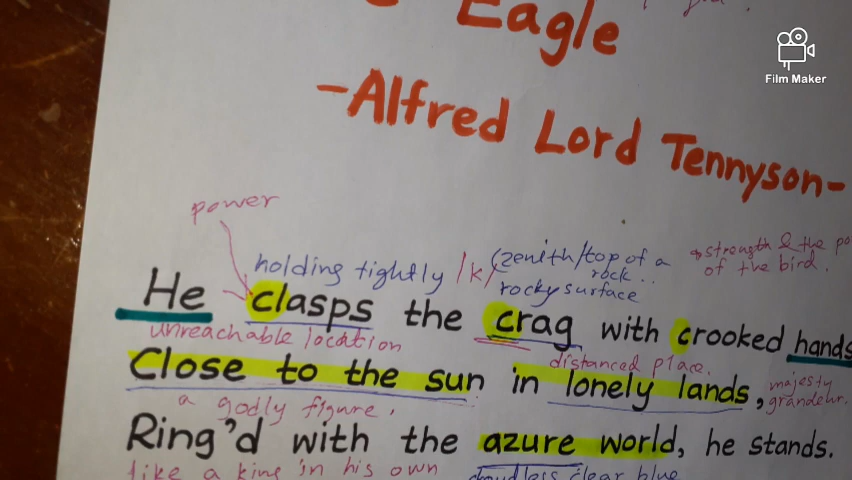 Eagle
Film Maker
-Alfred Lord Tennyson-
power
holding tightly /k/ (zenith/top of a
rock..
rocky surface
strength & the po
of the bird.
He clasps the crag with crooked hands
unreachable location
distanced place.
Close to the sun in lonely lands,
majesty
grandeur.
a godly figure.
Ring'd with the azure world, he stands.
like a king in his own
cloudless clear blue